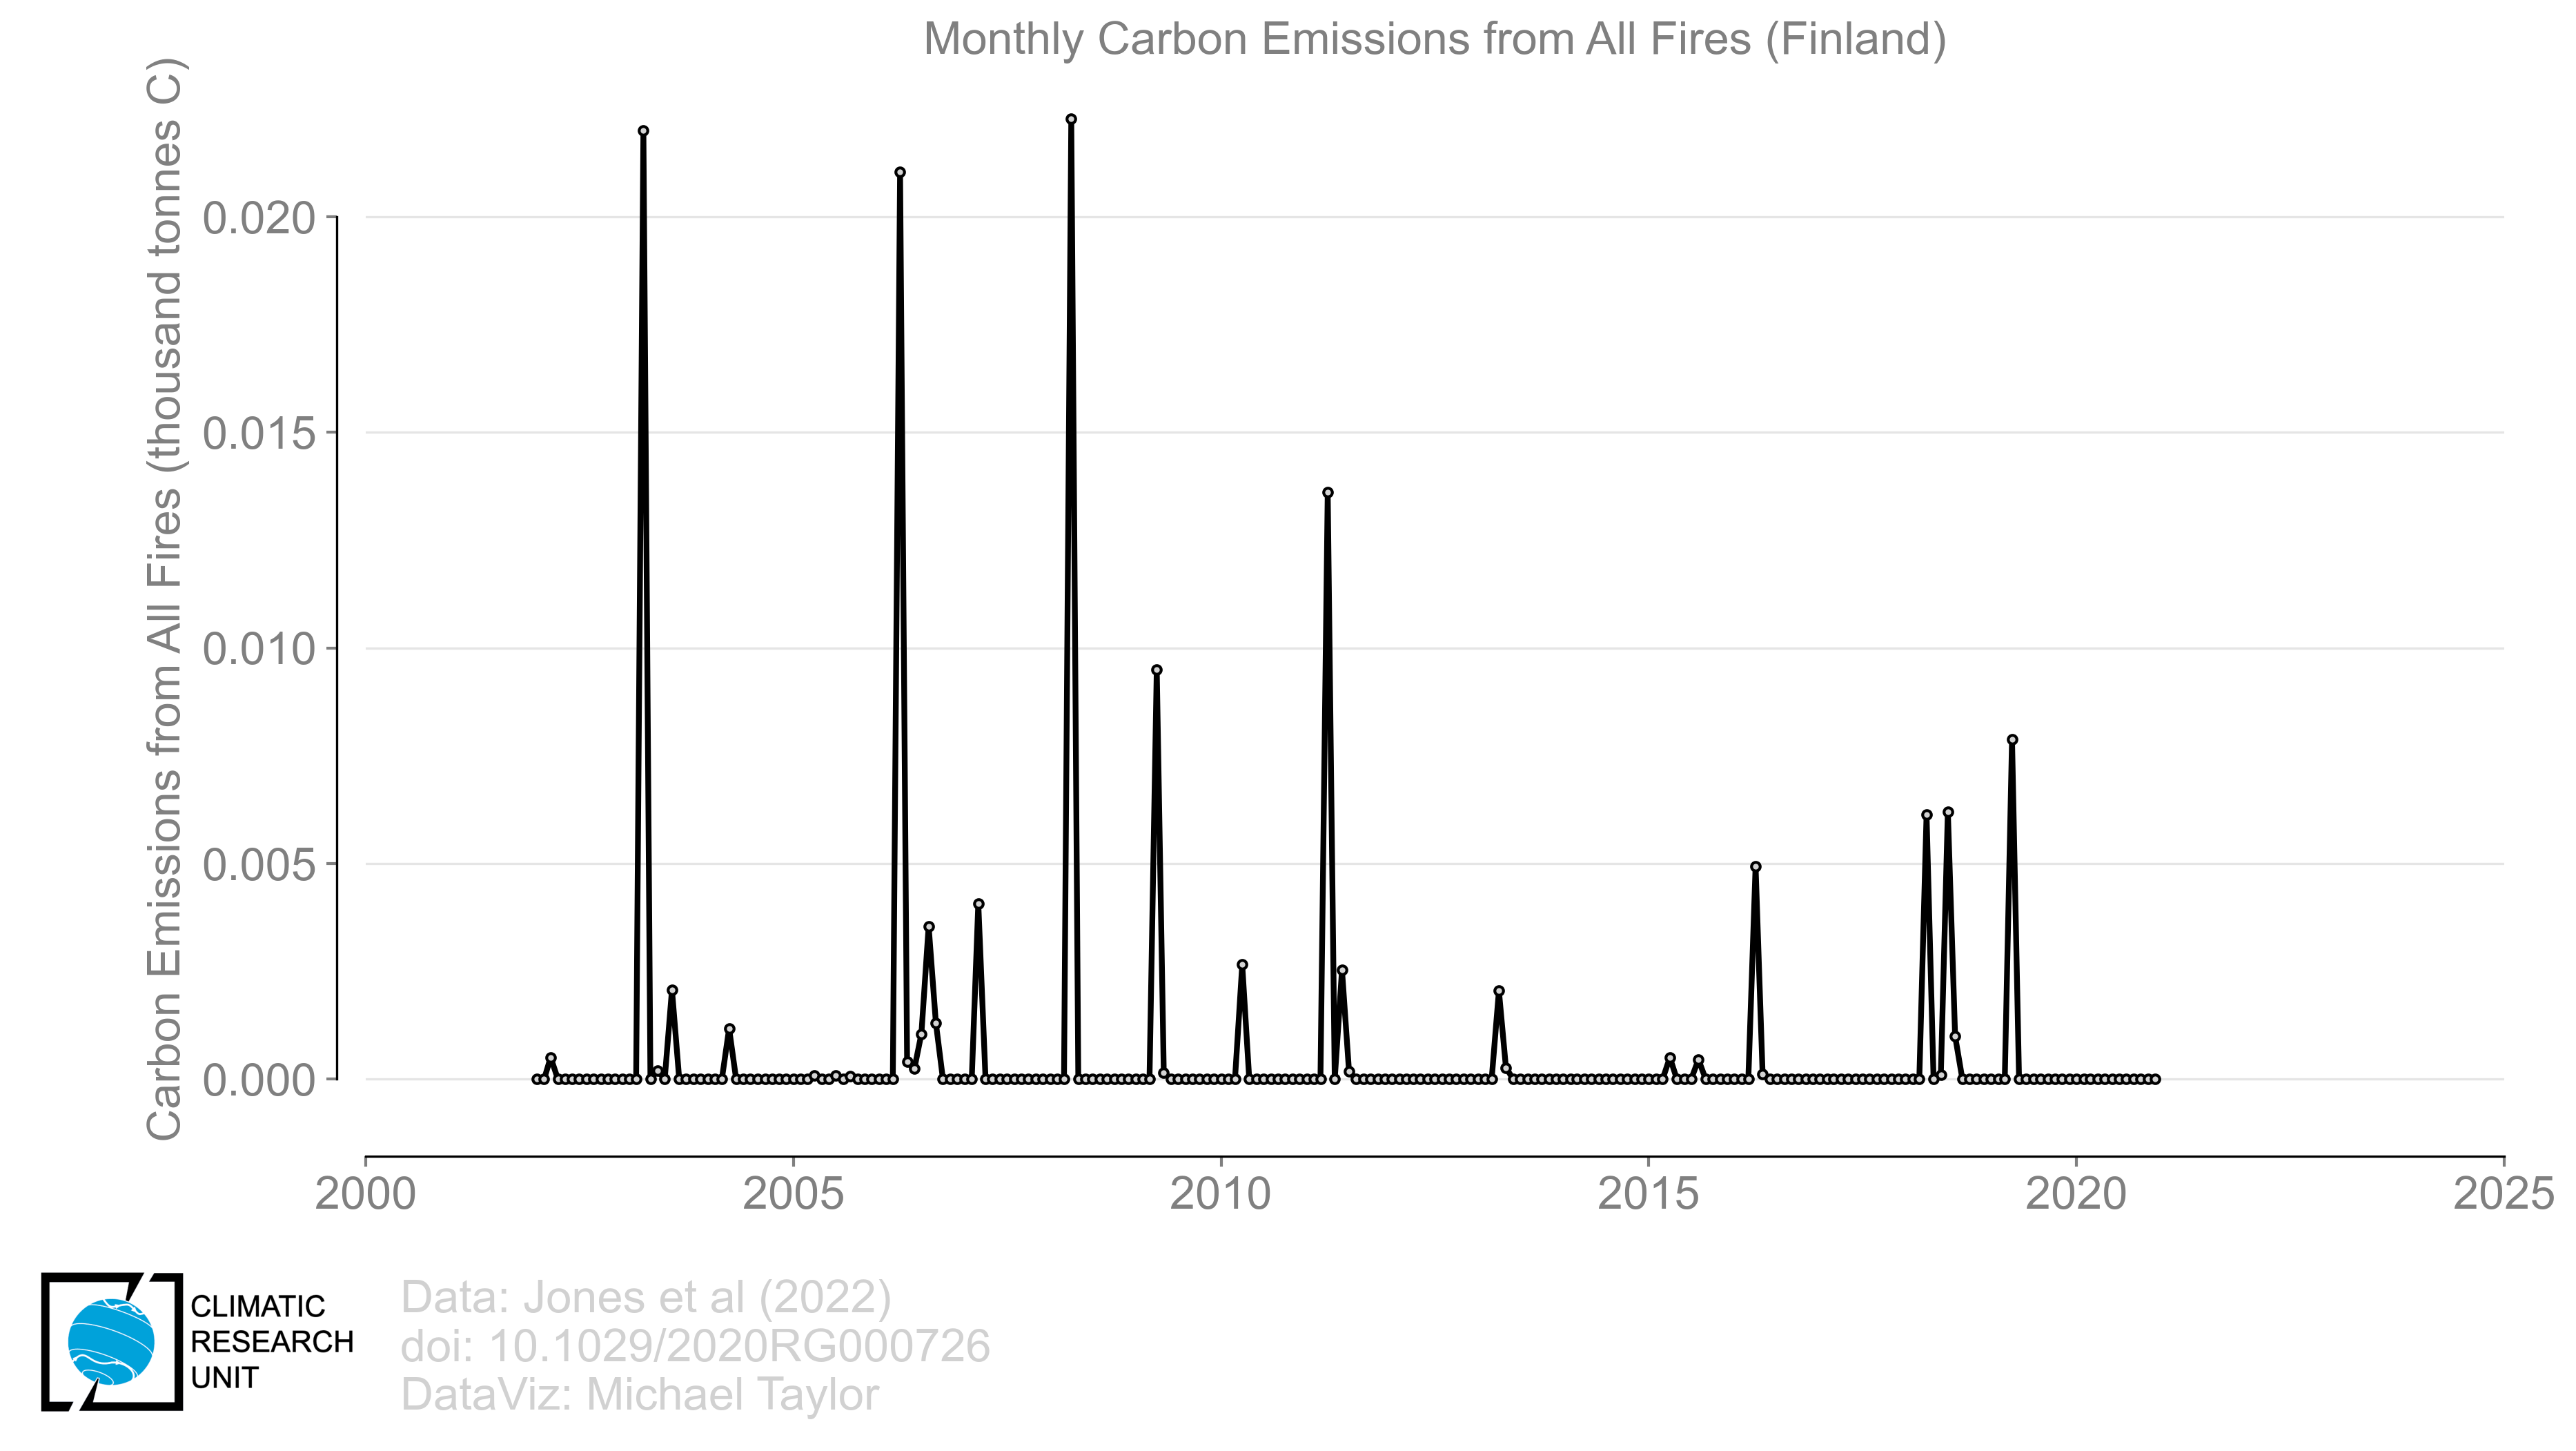 Monthly Carbon Emissions from All Fires (Finland)
Carbon Emissions from All Fires (thousand tonnes C)
0.020
0.015
0.010
0.005
0.000
2000 2005 2010 2015 2020 2025
CLIMATIC
RESEARCH
UNIT
Data: Jones et al (2022)
doi: 10.1029/2020RG000726
DataViz: Michael Taylor